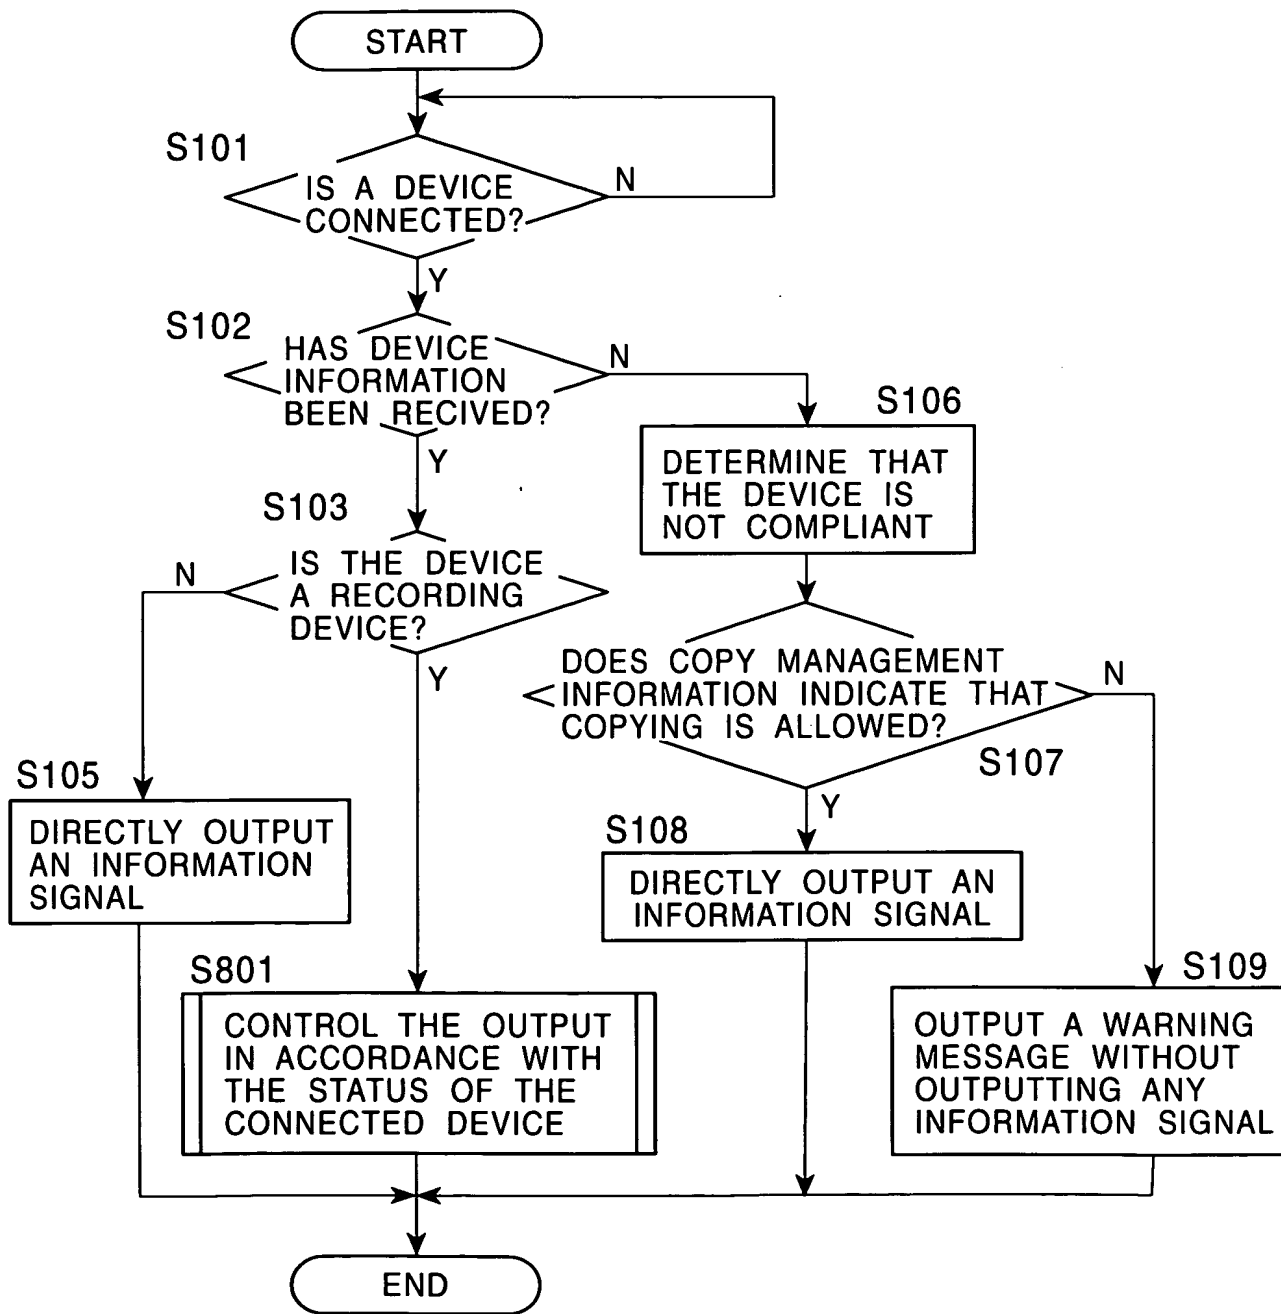 START
S101
IS A DEVICE
CONNECTED?
N
Y
S102
HAS DEVICE
INFORMATION
BEEN RECIVED?
N
Y
S106
DETERMINE THAT
THE DEVICE IS
NOT COMPLIANT
S103
IS THE DEVICE
A RECORDING
DEVICE?
N
Y
DOES COPY MANAGEMENT
INFORMATION INDICATE THAT
COPYING IS ALLOWED?
N
S107
Y
S105
DIRECTLY OUTPUT
AN INFORMATION
SIGNAL
S108
DIRECTLY OUTPUT AN
INFORMATION SIGNAL
S801
CONTROL THE OUTPUT
IN ACCORDANCE WITH
THE STATUS OF THE
CONNECTED DEVICE
S109
OUTPUT A WARNING
MESSAGE WITHOUT
OUTPUTTING ANY
INFORMATION SIGNAL
END